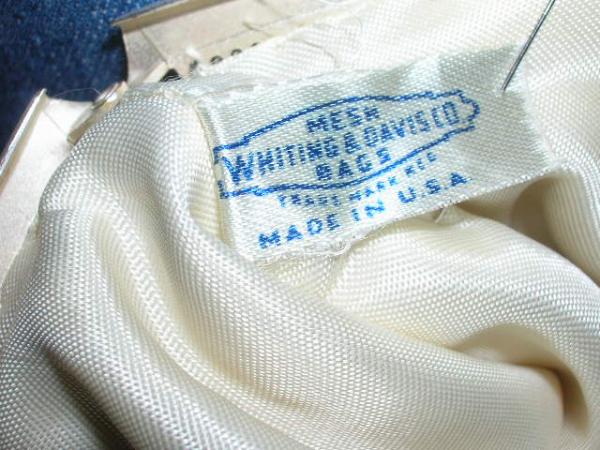 MESH
WHITING & DAVIS CO
BAGS
TRADE MARK REG
MADE IN U.S.A.